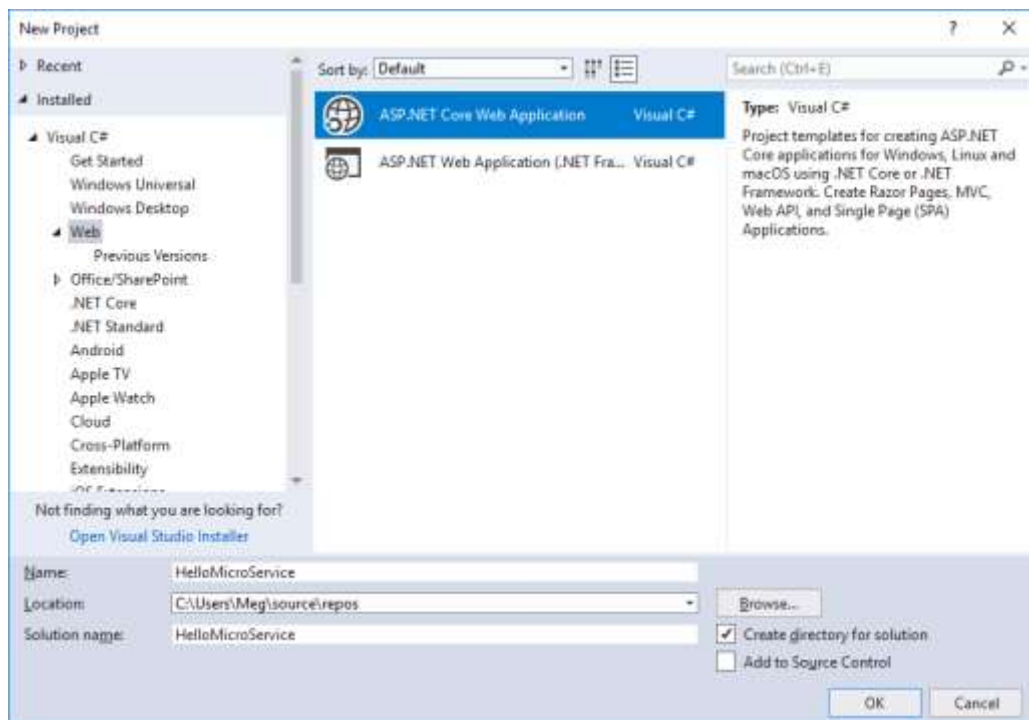 New Project
?
Recent
Installed
Visual C#
Get Started
Windows Universal
Windows Desktop
Web
Previous Versions
Office/SharePoint
.NET Core
.NET Standard
Android
Apple TV
Apple Watch
Cloud
Cross-Platform
Extensibility
Not finding what you are looking for?
Open Visual Studio Installer
Sort by: Default
ASP.NET Core Web Application Visual C#
ASP.NET Web Application (.NET Fra... Visual C#
Search (Ctrl+E)
Type: Visual C#
Project templates for creating ASP.NET
Core applications for Windows, Linux and
macOS using .NET Core or .NET
Framework. Create Razor Pages, MVC,
Web API, and Single Page (SPA)
Applications.
Name: HelloMicroService
Location: C:\Users\Meg\source\repos
Browse...
Solution name: HelloMicroService
Create directory for solution
Add to Source Control
OK Cancel